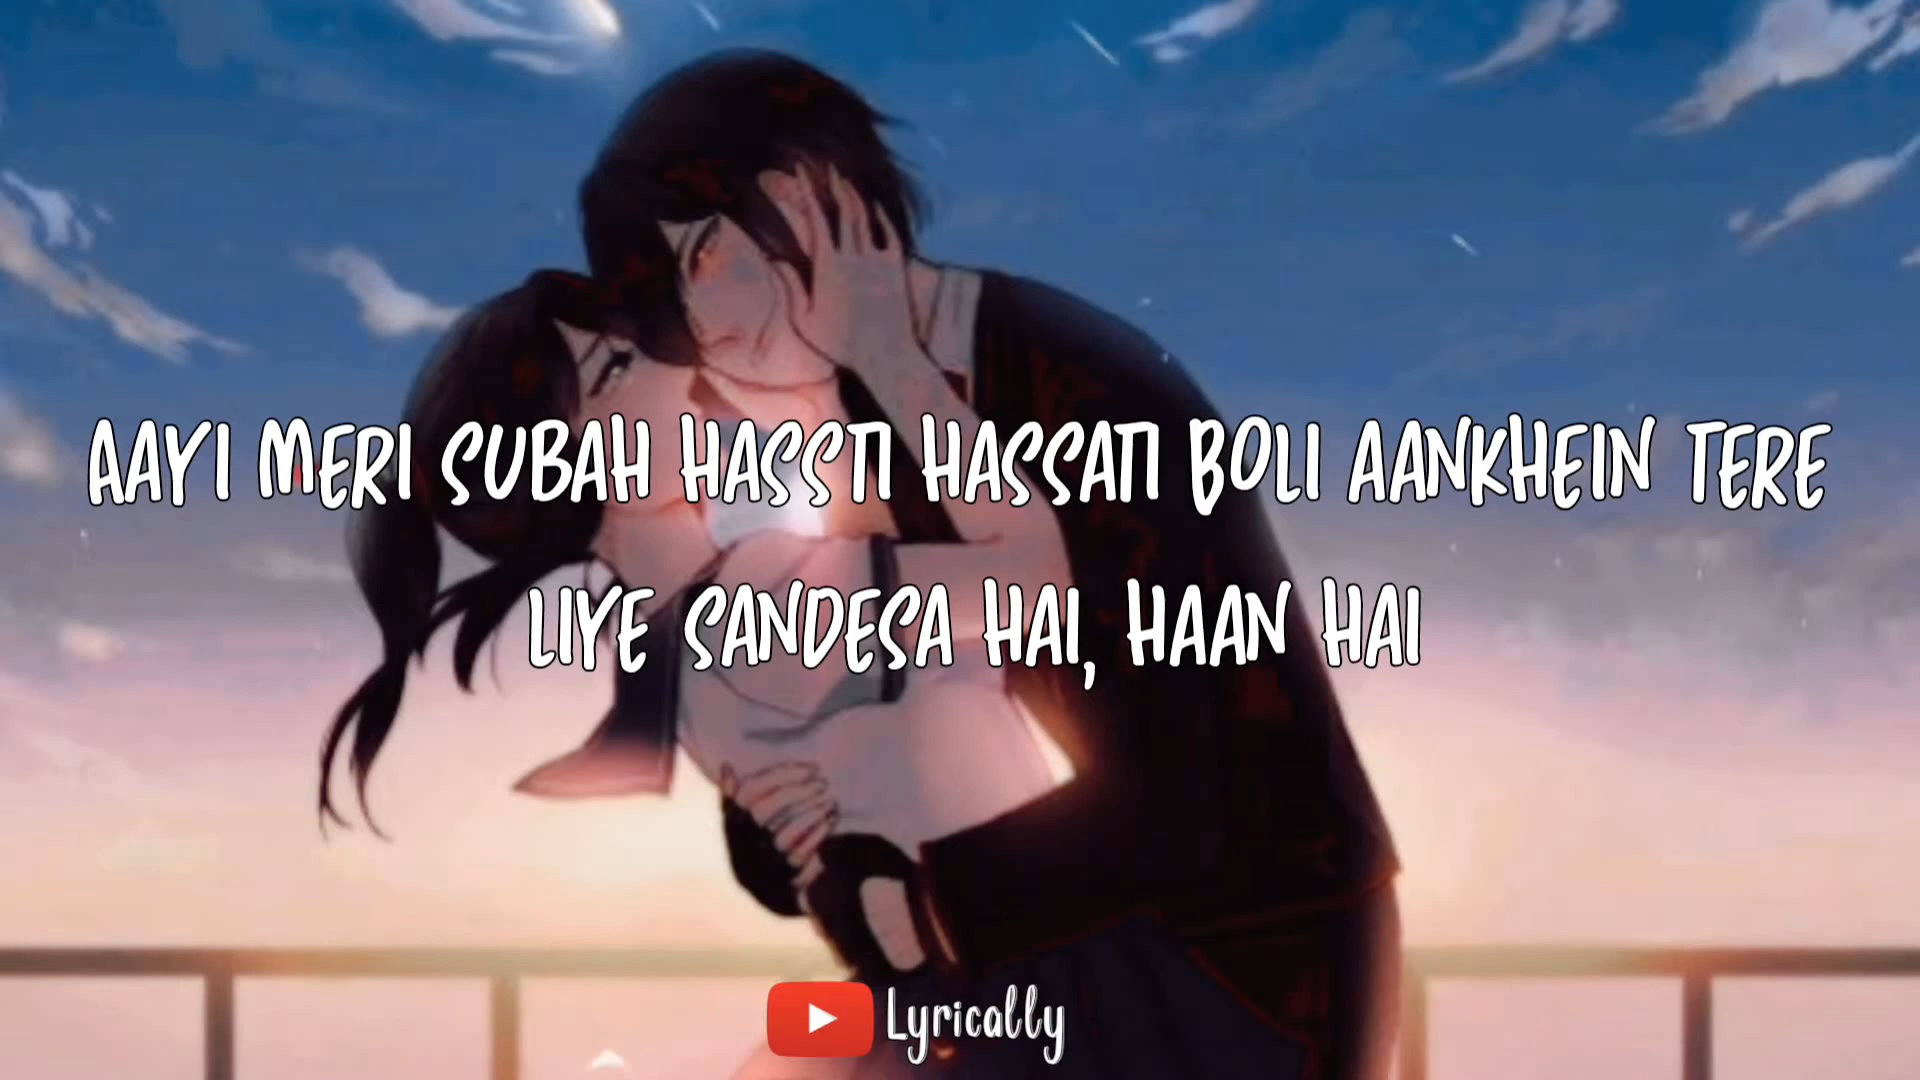 AAYI MERI SUBAH HASSTI HASSATI BOLI AANKHEIN TERE
LIYE SANDESA HAI, HAAN HAI
Lyrically